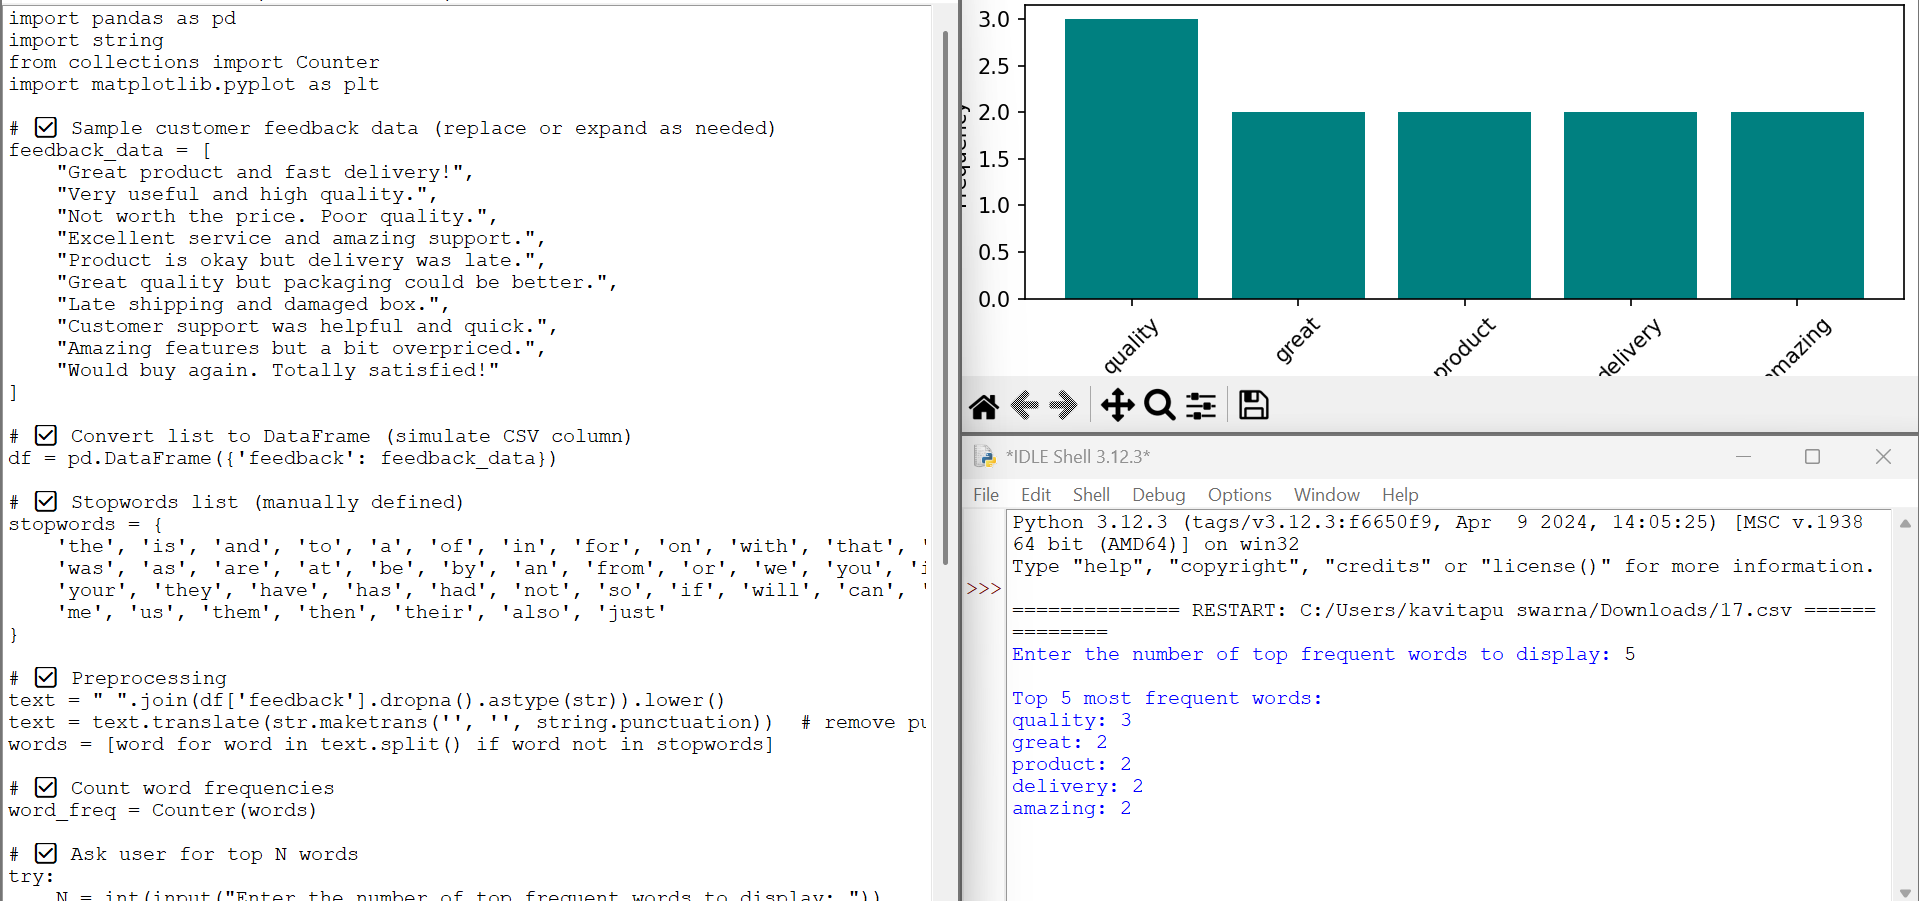 import pandas as pd
import string
from collections import Counter
import matplotlib.pyplot as plt
# ☑ Sample customer feedback data (replace or expand as needed)
feedback_data = [
"Great product and fast delivery!",
"Very useful and high quality.",
"Not worth the price. Poor quality.",
"Excellent service and amazing support.",
"Product is okay but delivery was late.",
"Great quality but packaging could be better.",
"Late shipping and damaged box.",
"Customer support was helpful and quick.",
"Amazing features but a bit overpriced.",
"Would buy again. Totally satisfied!"
]
# ☑ Convert list to DataFrame (simulate CSV column)
df = pd.DataFrame({'feedback': feedback_data})
# ☑ Stopwords list (manually defined)
stopwords = {
'the', 'is', 'and', 'to', 'a', 'of', 'in', 'for', 'on', 'with', 'that', '
'was', 'as', 'are', 'at', 'be', 'by', 'an', 'from', 'or', 'we', 'you', 'i
'your', 'they', 'have', 'has', 'had', 'not', 'so', 'if', 'will', 'can', '
'me', 'us', 'them', 'then', 'their', 'also', 'just'
}
# ☑ Preprocessing
text = " ".join(df['feedback'].dropna().astype(str)).lower()
text = text.translate(str.maketrans('', '', string.punctuation))  # remove pu
words = [word for word in text.split() if word not in stopwords]
# ☑ Count word frequencies
word_freq = Counter(words)
# ☑ Ask user for top N words
try:
N = int(input("Enter the number of top frequent words to display: "))
3.0
2.5
2.0
1.5
1.0
0.5
0.0
quality
great
product
delivery
amazing
*IDLE Shell 3.12.3*
File Edit Shell Debug Options Window Help
Python 3.12.3 (tags/v3.12.3:f6650f9, Apr  9 2024, 14:05:25) [MSC v.1938
64 bit (AMD64)] on win32
Type "help", "copyright", "credits" or "license()" for more information.
>>>
============== RESTART: C:/Users/kavitapu swarna/Downloads/17.csv ======
========
Enter the number of top frequent words to display: 5
Top 5 most frequent words:
quality: 3
great: 2
product: 2
delivery: 2
amazing: 2